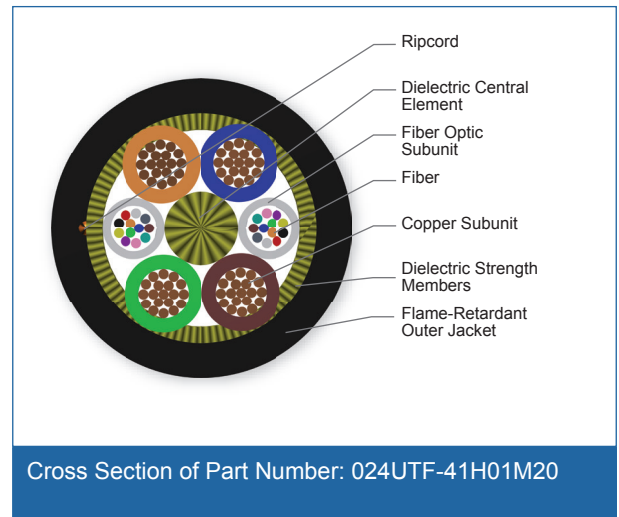 Ripcord
Dielectric Central
Element
Fiber Optic
Subunit
Fiber
Copper Subunit
Dielectric Strength
Members
Flame-Retardant
Outer Jacket
Cross Section of Part Number: 024UTF-41H01M20